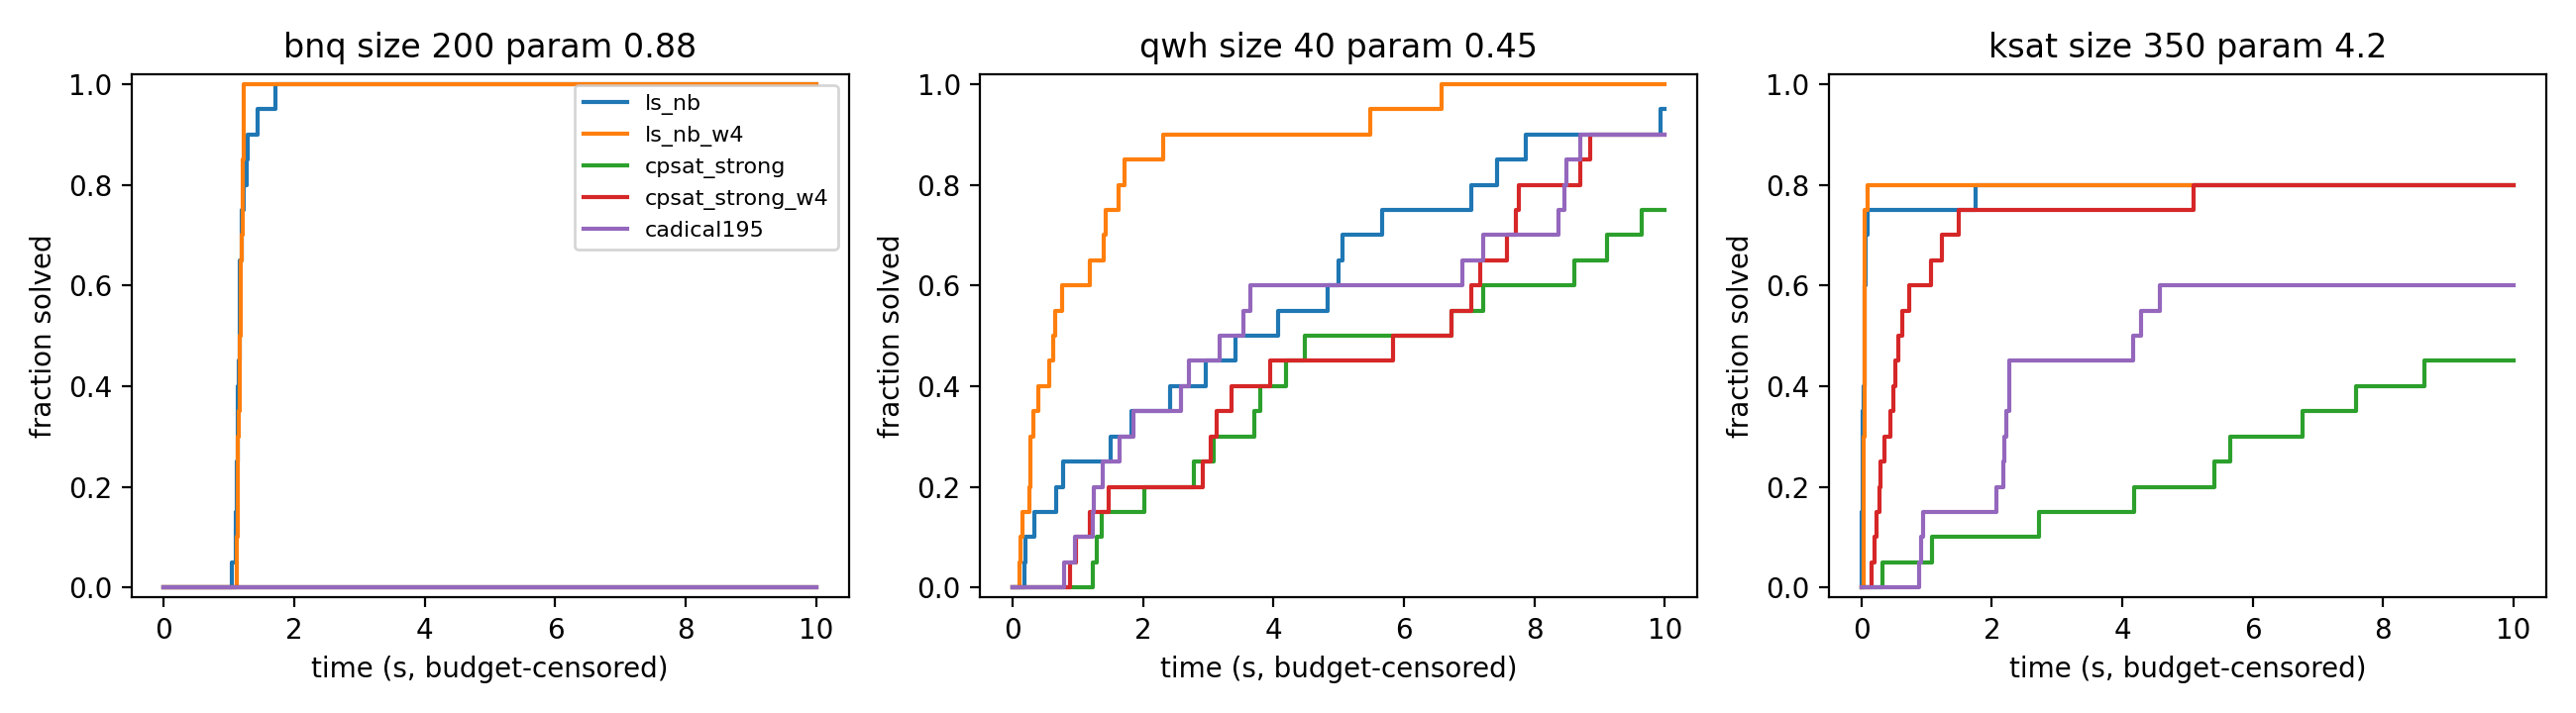 bnq size 200 param 0.88
fraction solved
1.0
0.8
0.6
0.4
0.2
0.0
ls_nb
ls_nb_w4
cpsat_strong
cpsat_strong_w4
cadical195
0 2 4 6 8 10
time (s, budget-censored)
qwh size 40 param 0.45
fraction solved
1.0
0.8
0.6
0.4
0.2
0.0
0 2 4 6 8 10
time (s, budget-censored)
ksat size 350 param 4.2
fraction solved
1.0
0.8
0.6
0.4
0.2
0.0
0 2 4 6 8 10
time (s, budget-censored)